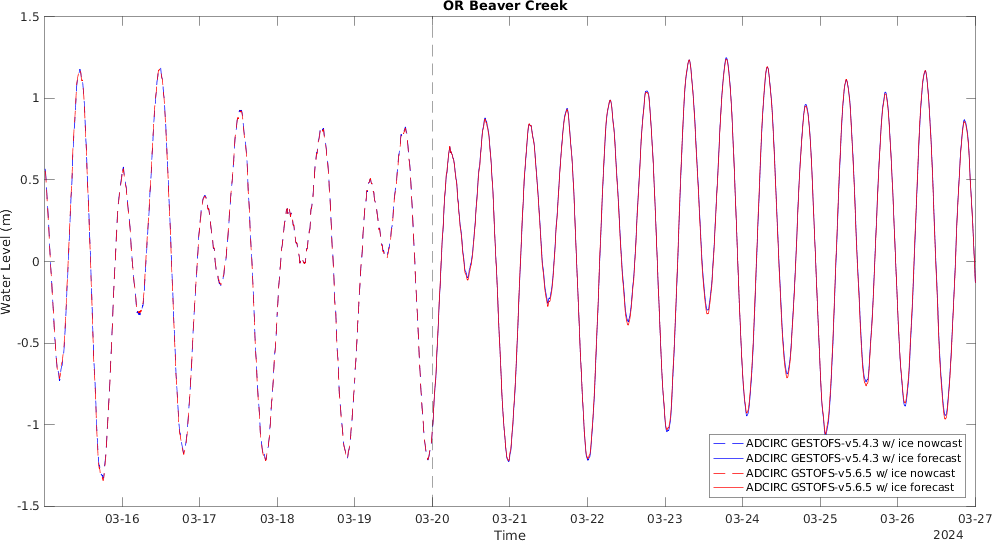 OR Beaver Creek
1.5
1
0.5
0
-0.5
-1
-1.5
Water Level (m)
ADCIRC GESTOFS-v5.4.3 w/ ice nowcast
ADCIRC GESTOFS-v5.4.3 w/ ice forecast
ADCIRC GSTOFS-v5.6.5 w/ ice nowcast
ADCIRC GSTOFS-v5.6.5 w/ ice forecast
03-16 03-17 03-18 03-19 03-20 03-21 03-22 03-23 03-24 03-25 03-26 03-27
Time
2024